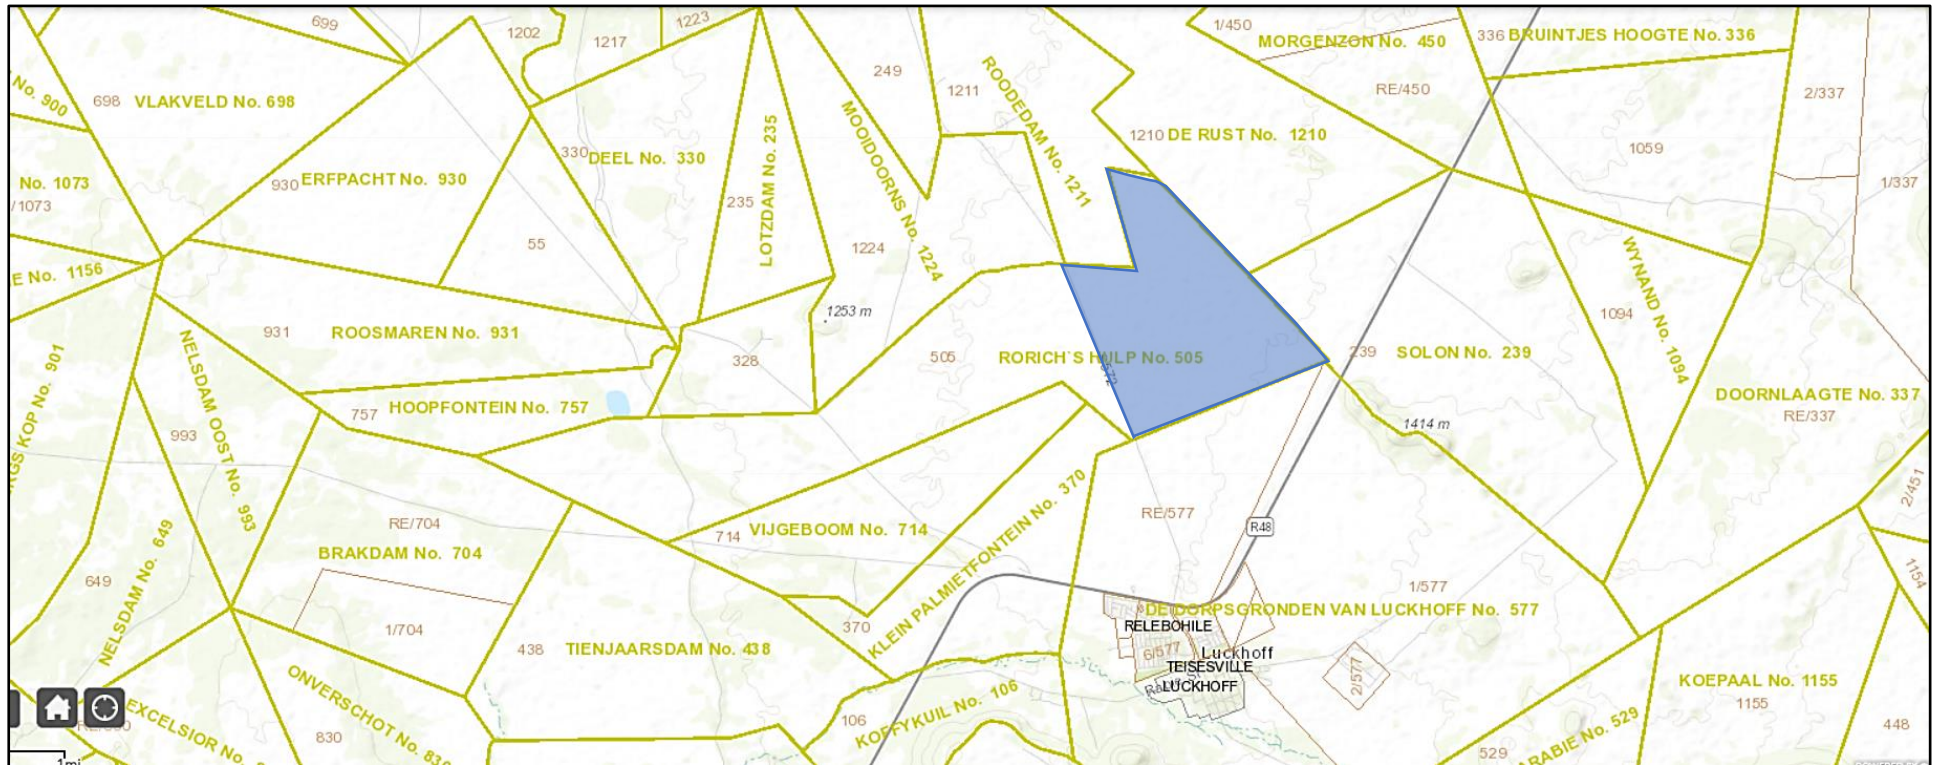 699
1202
1217
1223
1/450
MORGENZON No. 450
336 BRUINTJES HOOGTE No. 336
No. 900
698 VLAKVELD No. 698
249
1211
ROODEDAM No. 1211
RE/450
2/337
1210 DE RUST No. 1210
330 DEEL No. 330
LOTZDAM No. 235
MOOIDOORNS No. 1224
1059
No. 1073
/1073
930 ERFPACHT No. 930
235
1/337
55
1224
E No. 1156
WYNAND No. 1094
931
ROOSMAREN No. 931
1253 m
1094
328
505
RORICH`S HULP No. 505
239
SOLON No. 239
NELSDAM OOST No. 993
KOP No. 901
757
HOOPFONTEIN No. 757
DOORNLAAGTE No. 337
RE/337
993
1414 m
2/451
RE/704
BRAKDAM No. 704
714
VIJGEBOOM No. 714
KLEIN PALMIETFONTEIN No. 370
RE/577
R48
649
NELSDAM No. 649
1154
1/577
DE DORPSGRONDEN VAN LUCKHOFF No. 577
1/704
370
RELEBOHILE
438
TIENJAARSDAM No. 438
6/577
Luckhoff
TEISESVILLE
LUCKHOFF
2/577
KOEPAAL No. 1155
1155
ONVERSCHOT No. 830
EXCELSIOR No.
830
106
KOFFYKUIL No. 106
529
ARABIE No. 529
448
1mi